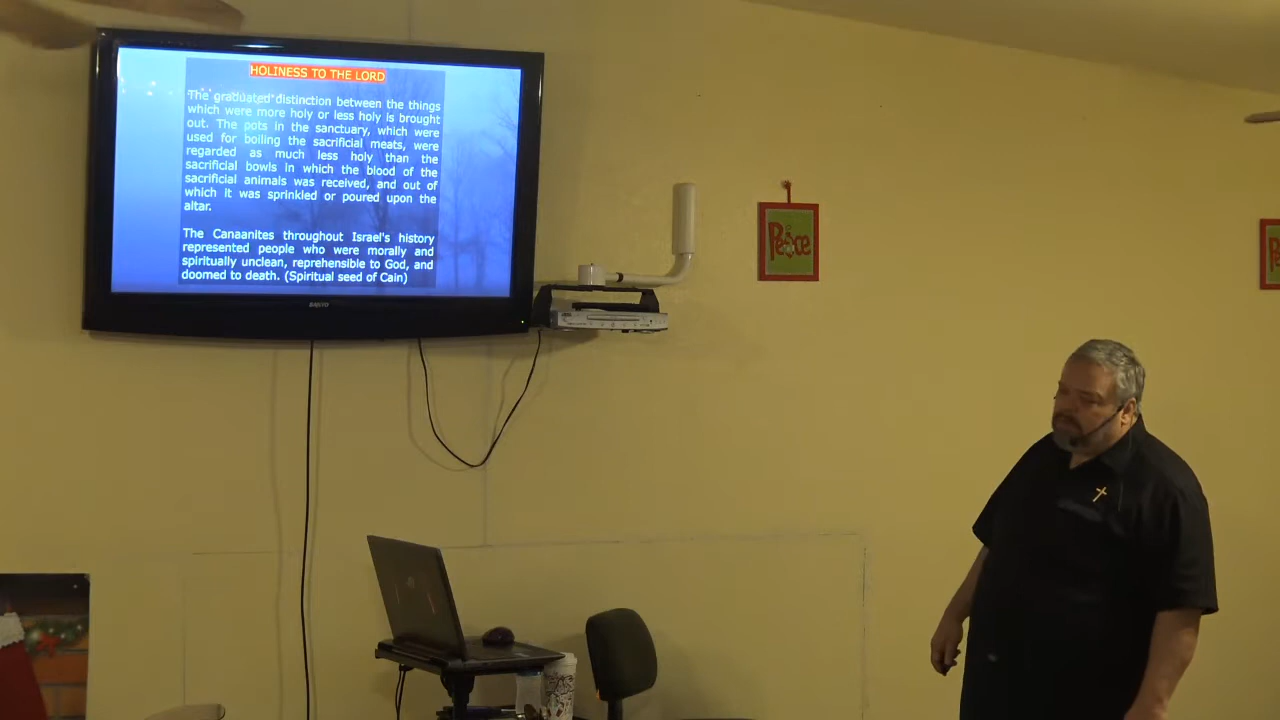 HOLINESS TO THE LORD
The graduated distinction between the things
which were more holy or less holy is brought
out. The pots in the sanctuary, which were
used for boiling the sacrificial meats, were
regarded as much less holy than the
sacrificial bowls in which the blood of the
sacrificial animals was received, and out of
which it was sprinkled or poured upon the
altar.
The Canaanites throughout Israel's history
represented people who were morally and
spiritually unclean, reprehensible to God, and
doomed to death. (Spiritual seed of Cain)
SANYO
Peace